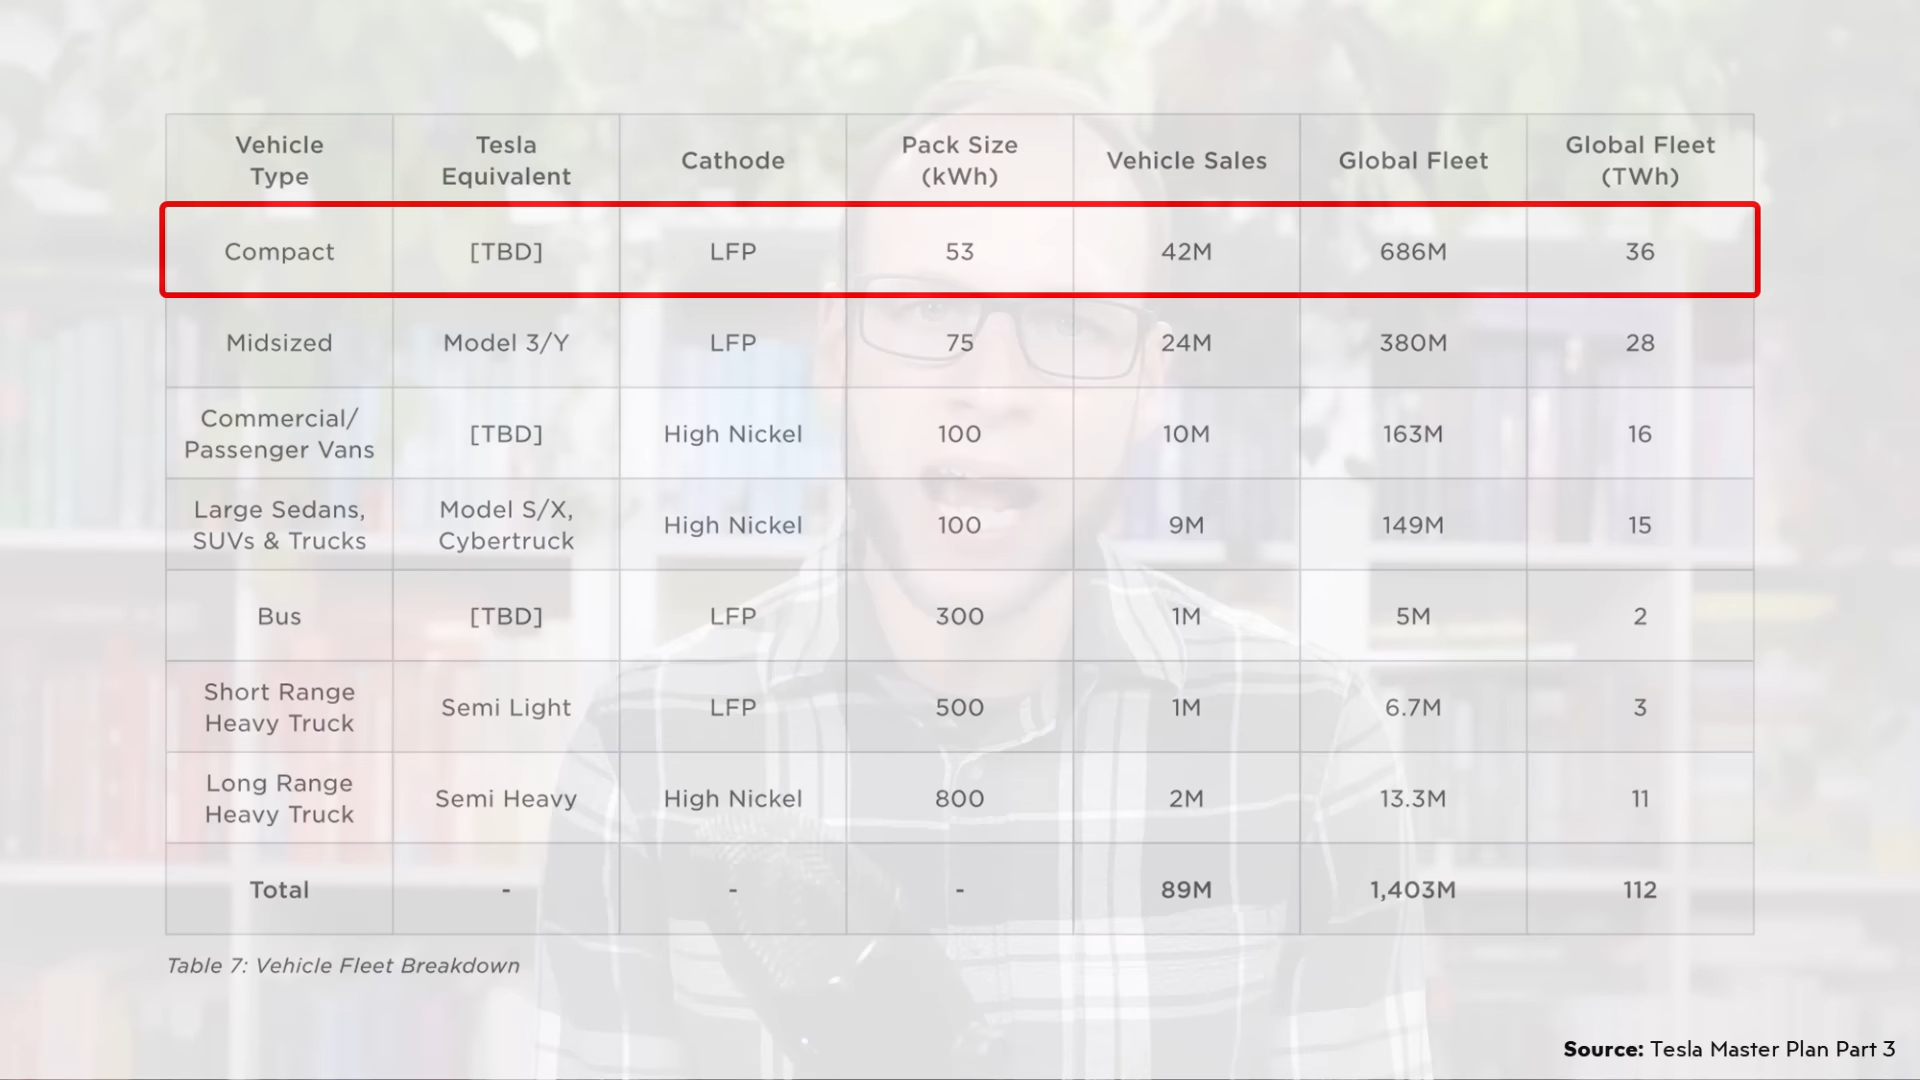 Vehicle Type
Tesla Equivalent
Cathode
Pack Size (kWh)
Vehicle Sales
Global Fleet
Global Fleet (TWh)
Compact
[TBD]
LFP
53
42M
686M
36
Midsized
Model 3/Y
LFP
75
24M
380M
28
Commercial/
Passenger Vans
[TBD]
High Nickel
100
10M
163M
16
Large Sedans,
SUVs & Trucks
Model S/X,
Cybertruck
High Nickel
100
9M
149M
15
Bus
[TBD]
LFP
300
1M
5M
2
Short Range
Heavy Truck
Semi Light
LFP
500
1M
6.7M
3
Long Range
Heavy Truck
Semi Heavy
High Nickel
800
2M
13.3M
11
Total
-
-
-
89M
1,403M
112
Table 7: Vehicle Fleet Breakdown
Source: Tesla Master Plan Part 3